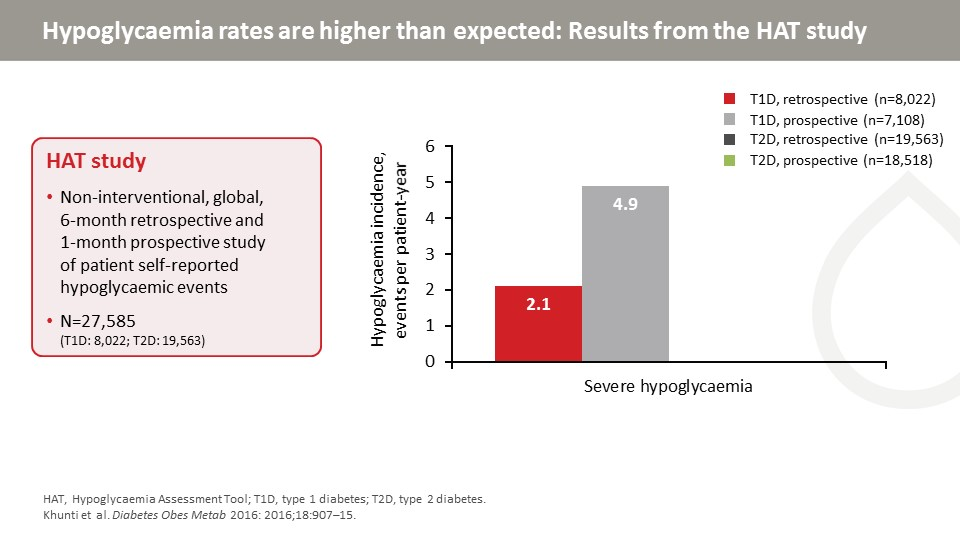 Hypoglycaemia rates are higher than expected: Results from the HAT study
T1D, retrospective (n=8,022)
T1D, prospective (n=7,108)
T2D, retrospective (n=19,563)
T2D, prospective (n=18,518)
HAT study
• Non-interventional, global,
6-month retrospective and
1-month prospective study
of patient self-reported
hypoglycaemic events
• N=27,585
(T1D: 8,022; T2D: 19,563)
Hypoglycaemia incidence,
events per patient-year
6
5
4
3
2
1
0
2.1
4.9
Severe hypoglycaemia
HAT, Hypoglycaemia Assessment Tool; T1D, type 1 diabetes; T2D, type 2 diabetes.
Khunti et al. Diabetes Obes Metab 2016: 2016;18:907–15.